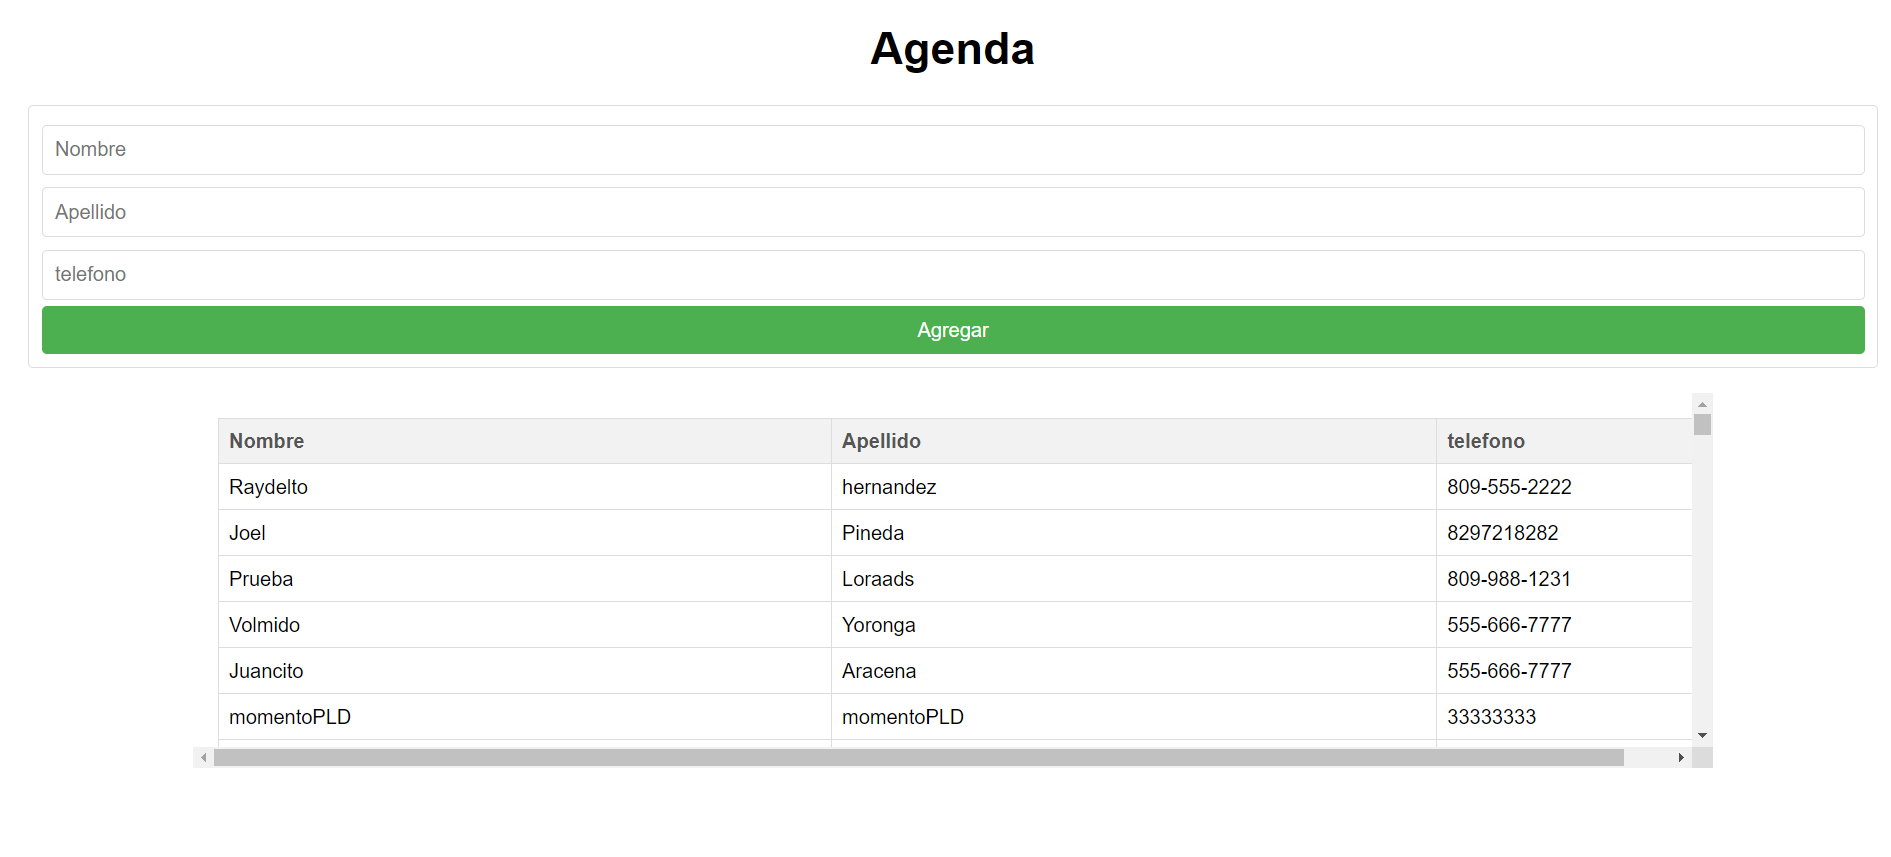 Agenda
Nombre
Apellido
telefono
Agregar
Nombre Apellido telefono
Raydelto hernandez 809-555-2222
Joel Pineda 8297218282
Prueba Loraads 809-988-1231
Volmido Yoronga 555-666-7777
Juancito Aracena 555-666-7777
momentoPLD momentoPLD 33333333